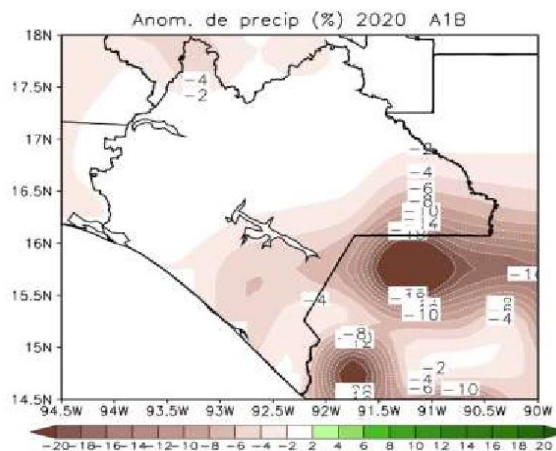 Anom. de precip (%) 2020 A1B
18N
17.5N
17N
16.5N
16N
15.5N
15N
14.5N
-4
-2
-2
-4
-6
-8
-10
-12
-4
-10
-4
-8
-2
-4
-6
-10
94.5W 94W 93.5W 93W 92.5W 92W 91.5W 91W 90.5W 90W
-20 -18 -16 -14 -12 -10 -8 -6 -4 -2 2 4 6 8 10 12 14 16 18 20